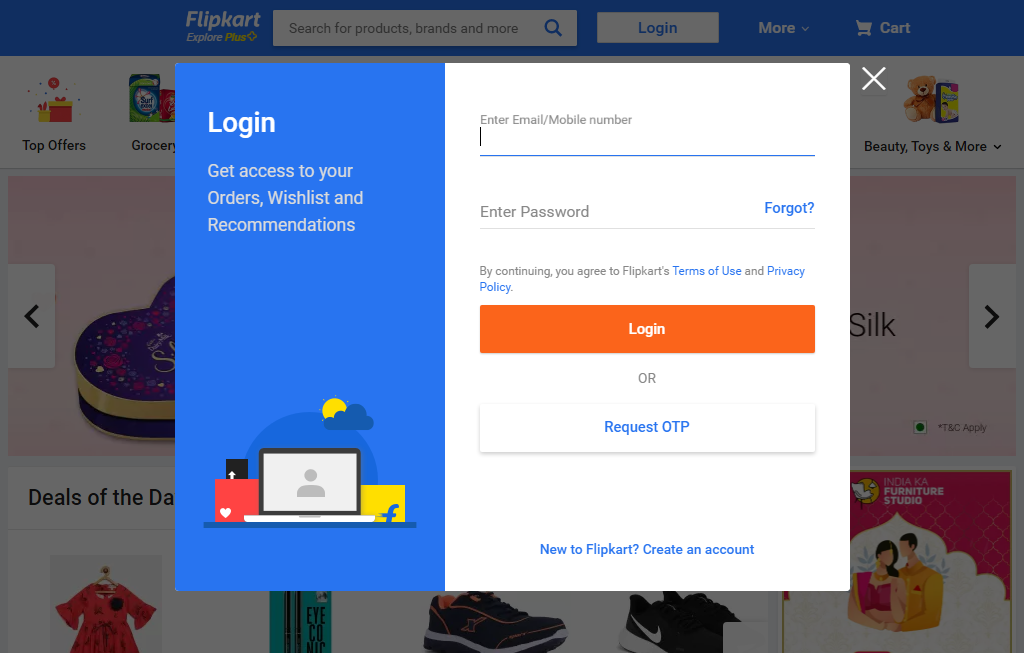 Flipkart
Explore Plus
Search for products, brands and more
Login
More
Cart
Top Offers
Grocery
Beauty, Toys & More
Login
Get access to your
Orders, Wishlist and
Recommendations
Enter Email/Mobile number
Enter Password
Forgot?
By continuing, you agree to Flipkart's Terms of Use and Privacy
Policy.
Login
OR
Request OTP
New to Flipkart? Create an account
Silk
*T&C Apply
Deals of the Da
INDIA KA
FURNITURE
STUDIO
EYE
CO
NIC